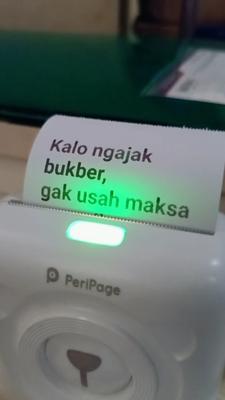 Kalo ngajak
bukber,
gak usah maksa
PeriPage